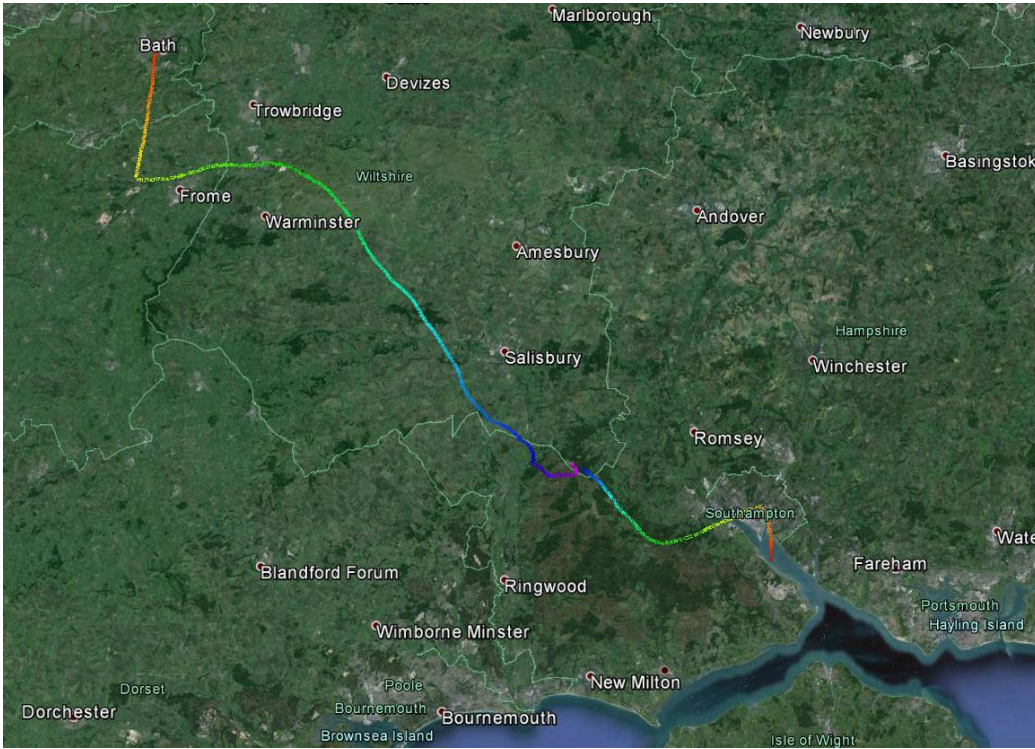 Marlborough
Newbury
Bath
Devizes
Trowbridge
Basingstok
Wiltshire
Frome
Warminster
Andover
Amesbury
Hampshire
Salisbury
Winchester
Romsey
Southampton
Wate
Fareham
Blandford Forum
Ringwood
Portsmouth
Hayling Island
Wimborne Minster
New Milton
Poole
Dorset
Bournemouth
Dorchester
Bournemouth
Brownsea Island
Isle of Wight